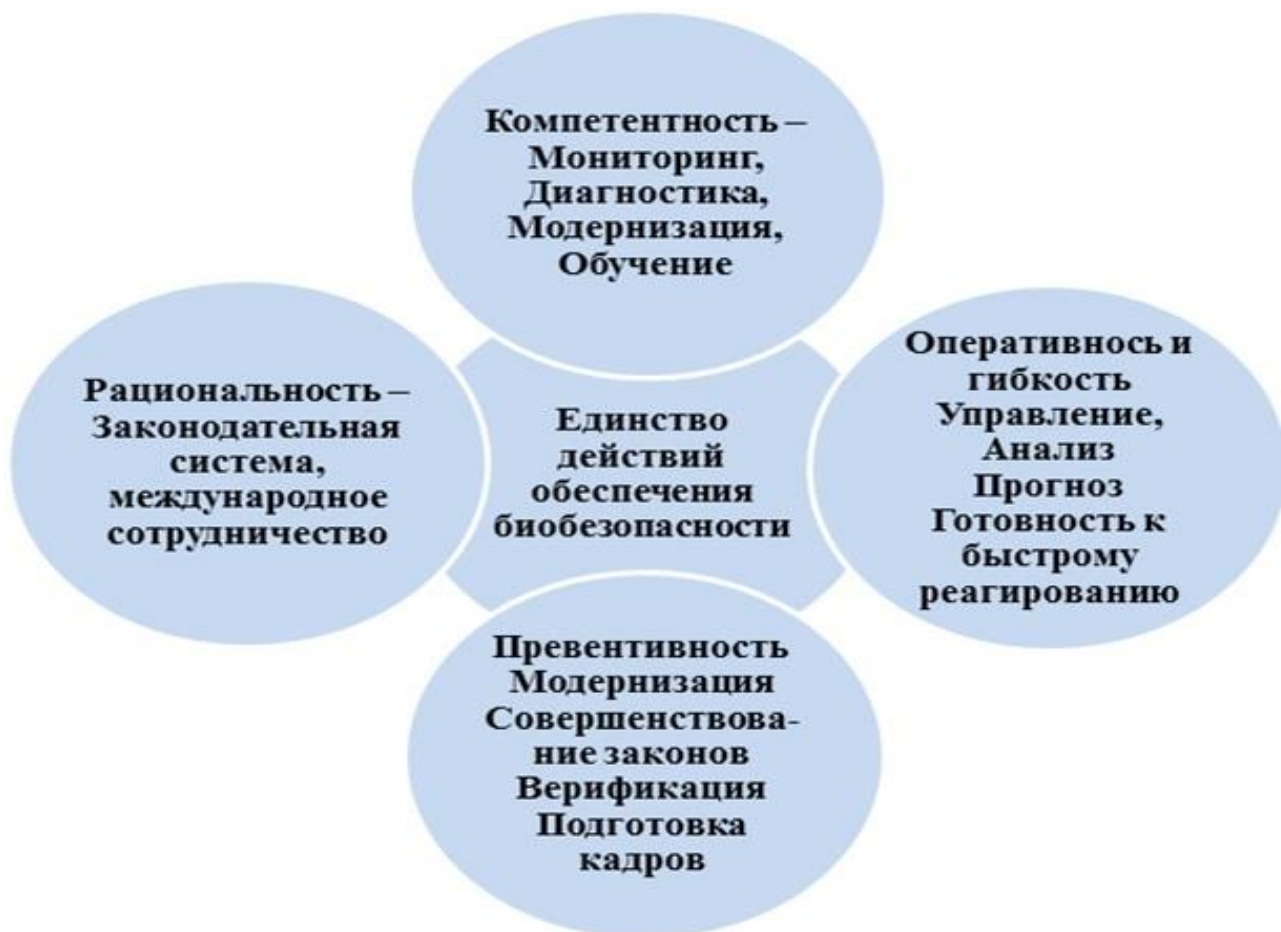 Компетентность –
Мониторинг,
Диагностика,
Модернизация,
Обучение
Рациональность –
Законодательная
система,
международное
сотрудничество
Единство
действий
обеспечения
биобезопасности
Оперативнось и
гибкость
Управление,
Анализ
Прогноз
Готовность к
быстрому
реагированию
Превентивность
Модернизация
Совершенствова-
ние законов
Верификация
Подготовка
кадров